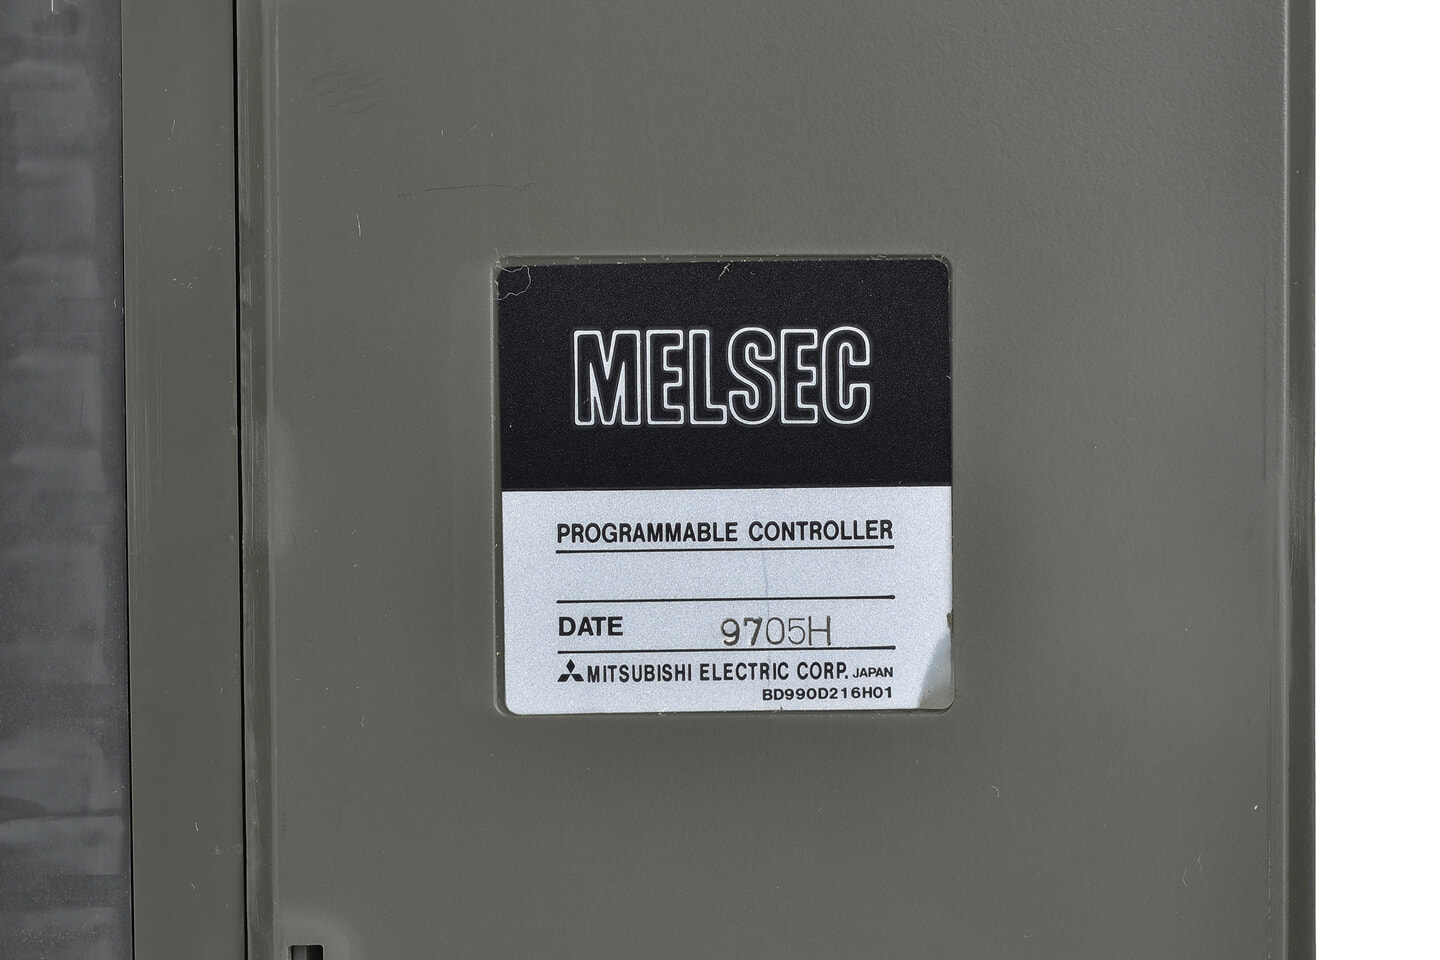 MELSEC
PROGRAMMABLE CONTROLLER
DATE 9705H
MITSUBISHI ELECTRIC CORP. JAPAN
BD990D216H01